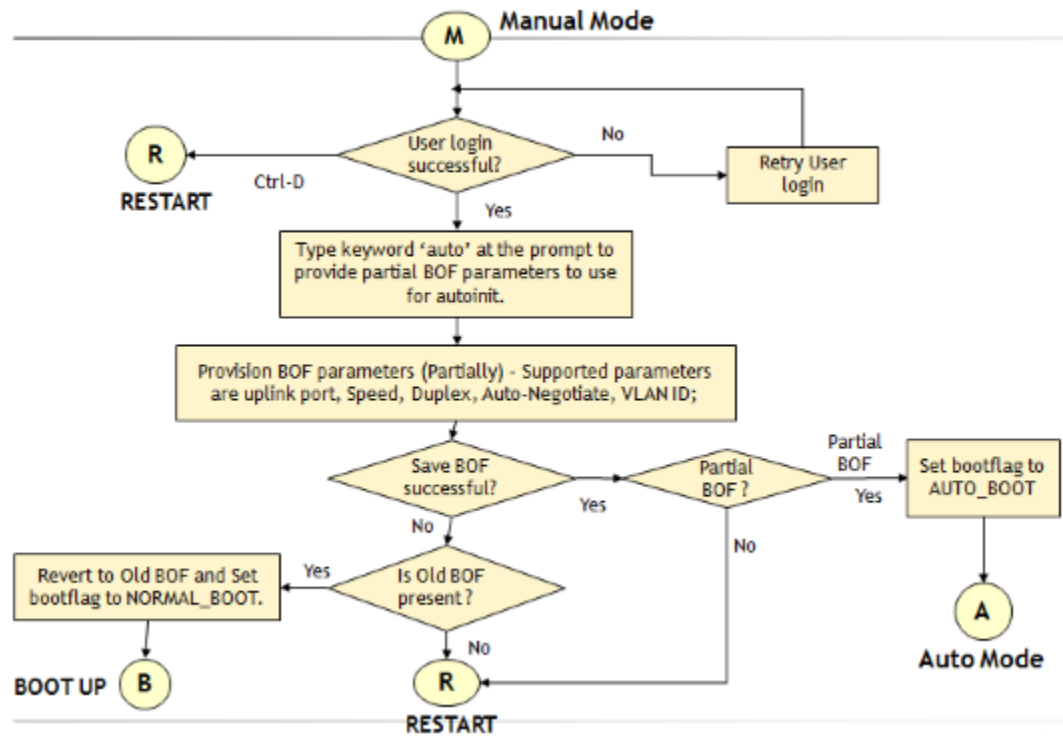 Manual Mode
M
User login
successful?
No
Retry User
login
R
RESTART
Ctrl-D
Yes
Type keyword ‘auto’ at the prompt to
provide partial BOF parameters to use
for autoinit.
Provision BOF parameters (Partially) - Supported parameters
are uplink port, Speed, Duplex, Auto-Negotiate, VLAN ID;
Save BOF
successful?
Yes
Partial
BOF ?
Partial
BOF
Yes
Set bootflag to
AUTO_BOOT
No
No
Revert to Old BOF and Set
bootflag to NORMAL_BOOT.
Yes
Is Old BOF
present ?
A
Auto Mode
No
BOOT UP
B
R
RESTART